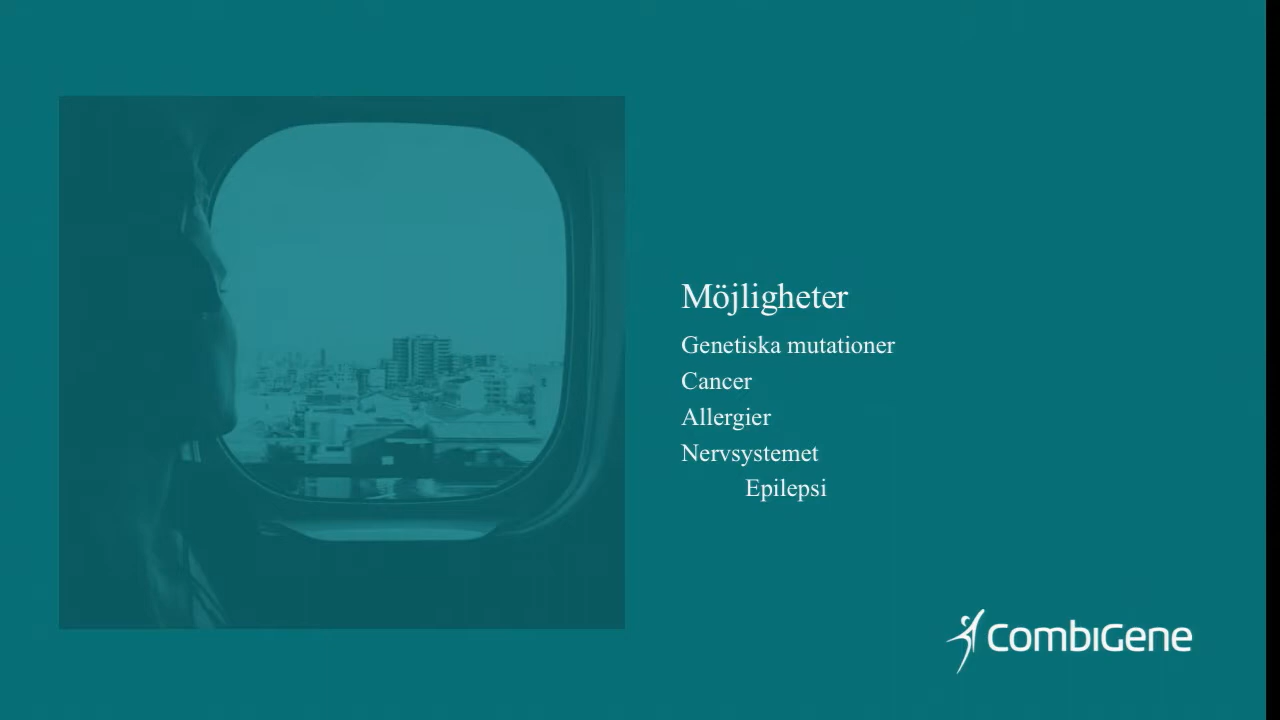 Möjligheter
Genetiska mutationer
Cancer
Allergier
Nervsystemet
Epilepsi
CombiGene